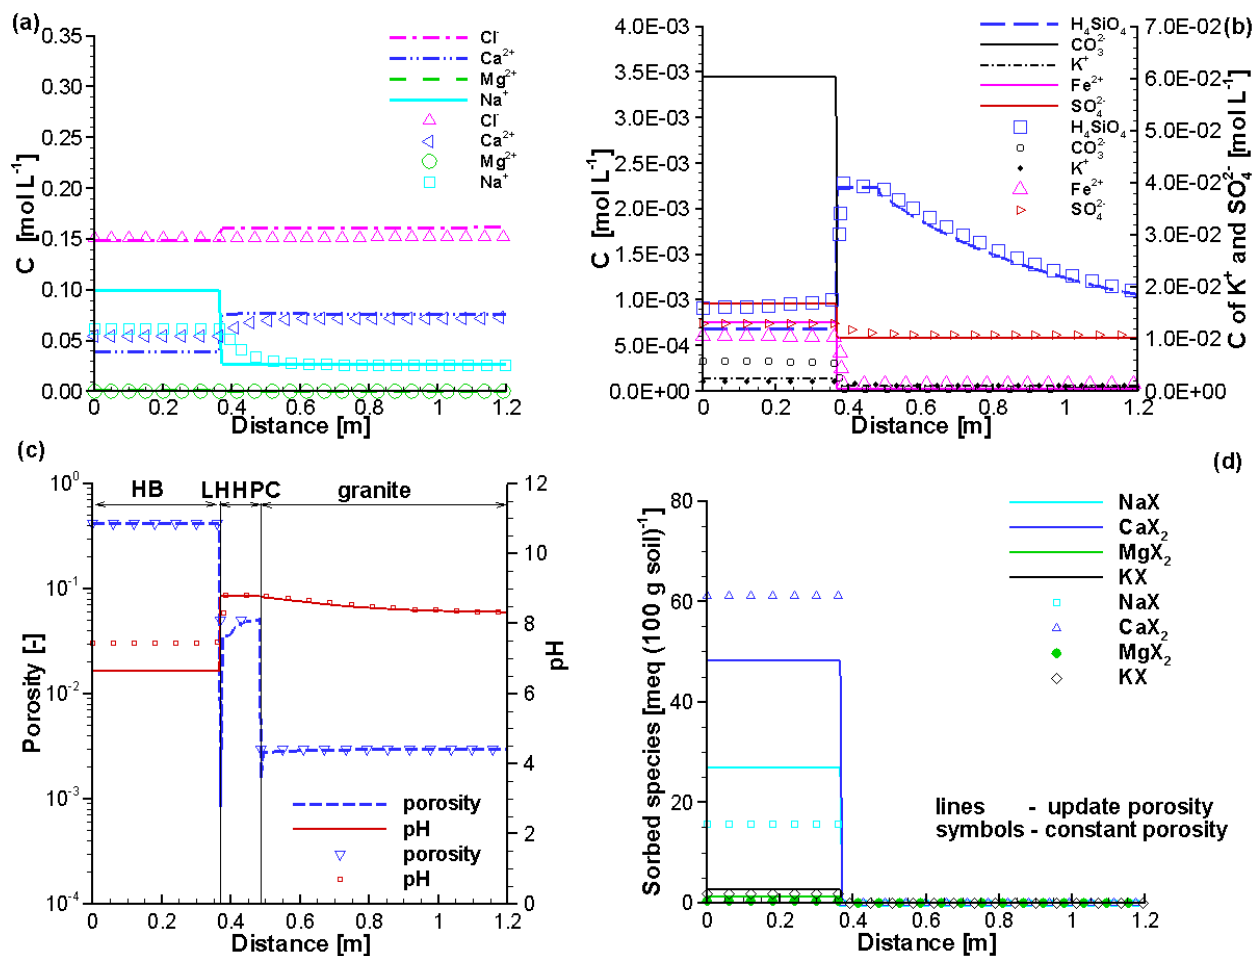 (a)
0.35
0.30
0.25
0.20
0.15
0.10
0.05
0.00
C [mol L⁻¹]
0 0.2 0.4 0.6 0.8 1 1.2
Distance [m]
Cl⁻
Ca²⁺
Mg²⁺
Na⁺
Cl⁻
Ca²⁺
Mg²⁺
Na⁺
(b)
4.0E-03
3.5E-03
3.0E-03
2.5E-03
2.0E-03
1.5E-03
1.0E-03
5.0E-04
0.0E+00
C [mol L⁻¹]
0 0.2 0.4 0.6 0.8 1 1.2
Distance [m]
7.0E-02
6.0E-02
5.0E-02
4.0E-02
3.0E-02
2.0E-02
1.0E-02
0.0E+00
C of K⁺ and SO₄²⁻ [mol L⁻¹]
H₄SiO₄
CO₃²⁻
K⁺
Fe²⁺
SO₄²⁻
H₄SiO₄
CO₃²⁻
K⁺
Fe²⁺
SO₄²⁻
(c)
10⁰
10⁻¹
10⁻²
10⁻³
10⁻⁴
Porosity [-]
HB LHHPC granite
12
10
8
6
4
2
0
pH
porosity
pH
porosity
pH
0 0.2 0.4 0.6 0.8 1 1.2
Distance [m]
(d)
80
60
40
20
0
Sorbed species [meq (100 g soil)⁻¹]
NaX
CaX₂
MgX₂
KX
NaX
CaX₂
MgX₂
KX
lines - update porosity
symbols - constant porosity
0 0.2 0.4 0.6 0.8 1 1.2
Distance [m]